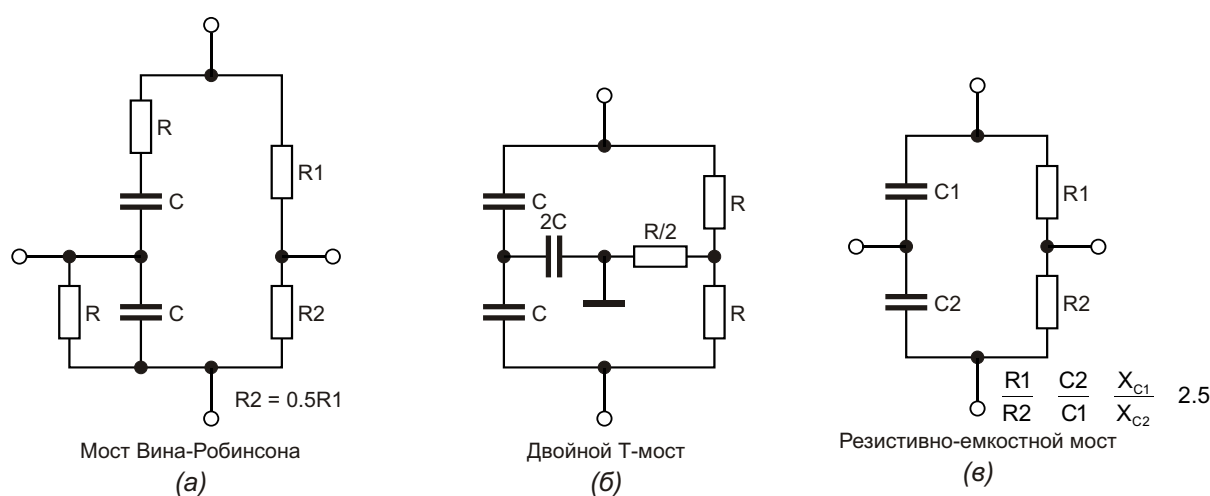 R
R1
C
R
C
R2
R2 = 0.5R1
Мост Вина-Робинсона
(а)
C
R
2C
R/2
C
R
Двойной Т-мост
(б)
C1
R1
C2
R2
R1 C2 X_C1 2.5
R2 C1 X_C2
Резистивно-емкостной мост
(в)